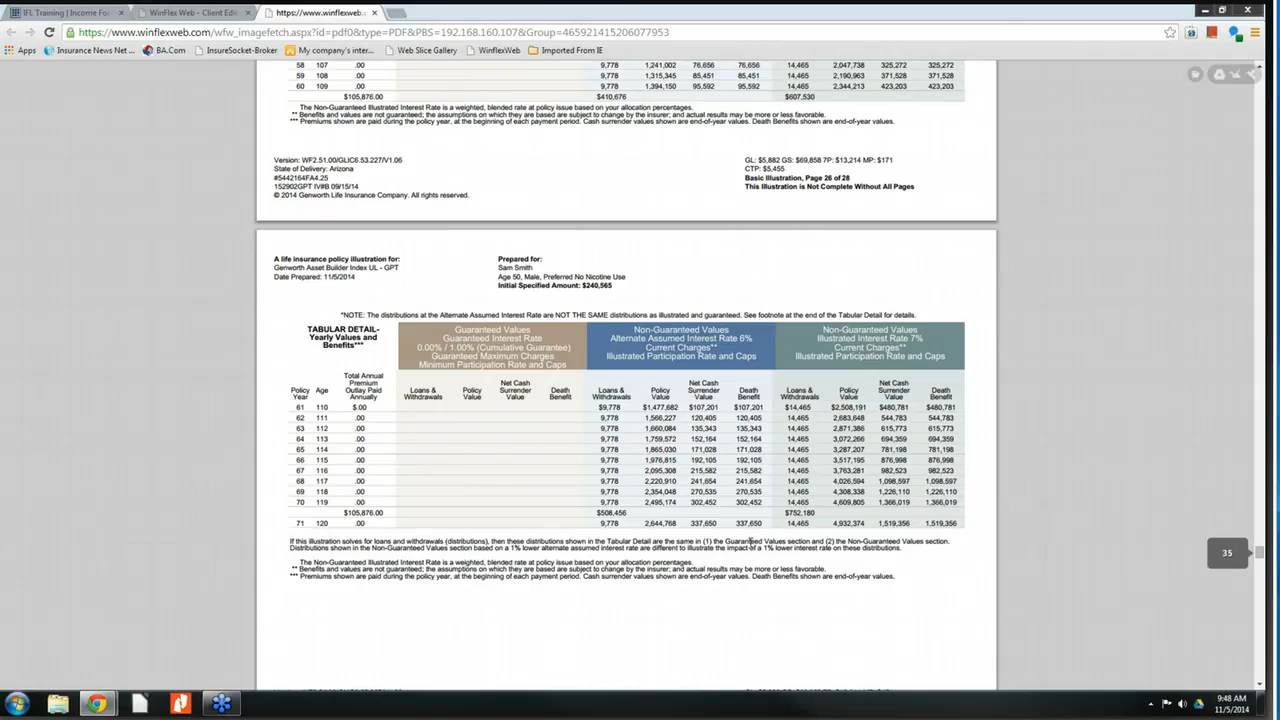 IFL Training | Income Fo
WinFlex Web - Client Edit
https://www.winflexweb.c
https://www.winflexweb.com/wfw_imagefetch.aspx?id=pdf0&type=PDF&PBS=192.168.160.107&Group=465921415206077953
Apps Insurance News Net... BA.Com InsureSocket-Broker My company's inter... Web Slice Gallery WinflexWeb Imported From IE
58 107 .00 9,778 1,241,002 76,656 76,656 14,465 2,047,738 325,272 325,272
59 108 .00 9,778 1,315,345 85,451 85,451 14,465 2,190,963 371,528 371,528
60 109 .00 9,778 1,394,150 95,592 95,592 14,465 2,344,213 423,203 423,203
$105,876.00 $410,676 $607,530
The Non-Guaranteed Illustrated Interest Rate is a weighted, blended rate at policy issue based on your allocation percentages.
** Benefits and values are not guaranteed; the assumptions on which they are based are subject to change by the insurer; and actual results may be more or less favorable.
*** Premiums shown are paid during the policy year, at the beginning of each payment period. Cash surrender values shown are end-of-year values. Death Benefits shown are end-of-year values.
Version: WF2.51.00/GLIC6.53.227/V1.06
State of Delivery: Arizona
#5442164FA4.25
152902GPT IV#B 09/15/14
© 2014 Genworth Life Insurance Company. All rights reserved.
GL: $5,882 GS: $69,858 7P: $13,214 MP: $171
CTP: $5,455
Basic Illustration, Page 26 of 28
This Illustration is Not Complete Without All Pages
A life insurance policy illustration for:
Genworth Asset Builder Index UL - GPT
Date Prepared: 11/5/2014
Prepared for:
Sam Smith
Age 50, Male, Preferred No Nicotine Use
Initial Specified Amount: $240,565
*NOTE: The distributions at the Alternate Assumed Interest Rate are NOT THE SAME distributions as illustrated and guaranteed. See footnote at the end of the Tabular Detail for details.
TABULAR DETAIL-
Yearly Values and
Benefits***
Guaranteed Values
Guaranteed Interest Rate
0.00% / 1.00% (Cumulative Guarantee)
Guaranteed Maximum Charges
Minimum Participation Rate and Caps
Non-Guaranteed Values
Alternate Assumed Interest Rate 6%
Current Charges**
Illustrated Participation Rate and Caps
Non-Guaranteed Values
Illustrated Interest Rate 7%
Current Charges**
Illustrated Participation Rate and Caps
Policy Year
Age
Total Annual Premium Outlay Paid Annually
Loans & Withdrawals
Policy Value
Net Cash Surrender Value
Death Benefit
Loans & Withdrawals
Policy Value
Net Cash Surrender Value
Death Benefit
Loans & Withdrawals
Policy Value
Net Cash Surrender Value
Death Benefit
61 110 $.00 $9,778 $1,477,682 $107,201 $107,201 $14,465 $2,508,191 $480,781 $480,781
62 111 .00 9,778 1,566,227 120,405 120,405 14,465 2,683,648 544,783 544,783
63 112 .00 9,778 1,660,084 135,343 135,343 14,465 2,871,386 615,773 615,773
64 113 .00 9,778 1,759,572 152,164 152,164 14,465 3,072,266 694,359 694,359
65 114 .00 9,778 1,865,030 171,028 171,028 14,465 3,287,207 781,198 781,198
66 115 .00 9,778 1,976,815 192,105 192,105 14,465 3,517,195 876,998 876,998
67 116 .00 9,778 2,095,308 215,582 215,582 14,465 3,763,281 982,523 982,523
68 117 .00 9,778 2,220,910 241,654 241,654 14,465 4,026,594 1,098,597 1,098,597
69 118 .00 9,778 2,354,048 270,535 270,535 14,465 4,308,338 1,226,110 1,226,110
70 119 .00 9,778 2,495,174 302,452 302,452 14,465 4,609,805 1,366,019 1,366,019
$105,876.00 $508,456 $752,180
71 120 .00 9,778 2,644,768 337,650 337,650 14,465 4,932,374 1,519,356 1,519,356
If this illustration solves for loans and withdrawals (distributions), then these distributions shown in the Tabular Detail are the same in (1) the Guaranteed Values section and (2) the Non-Guaranteed Values section.
Distributions shown in the Non-Guaranteed Values section based on a 1% lower alternate assumed interest rate are different to illustrate the impact of a 1% lower interest rate on these distributions.
The Non-Guaranteed Illustrated Interest Rate is a weighted, blended rate at policy issue based on your allocation percentages.
** Benefits and values are not guaranteed; the assumptions on which they are based are subject to change by the insurer; and actual results may be more or less favorable.
*** Premiums shown are paid during the policy year, at the beginning of each payment period. Cash surrender values shown are end-of-year values. Death Benefits shown are end-of-year values.
35
9:48 AM
11/5/2014